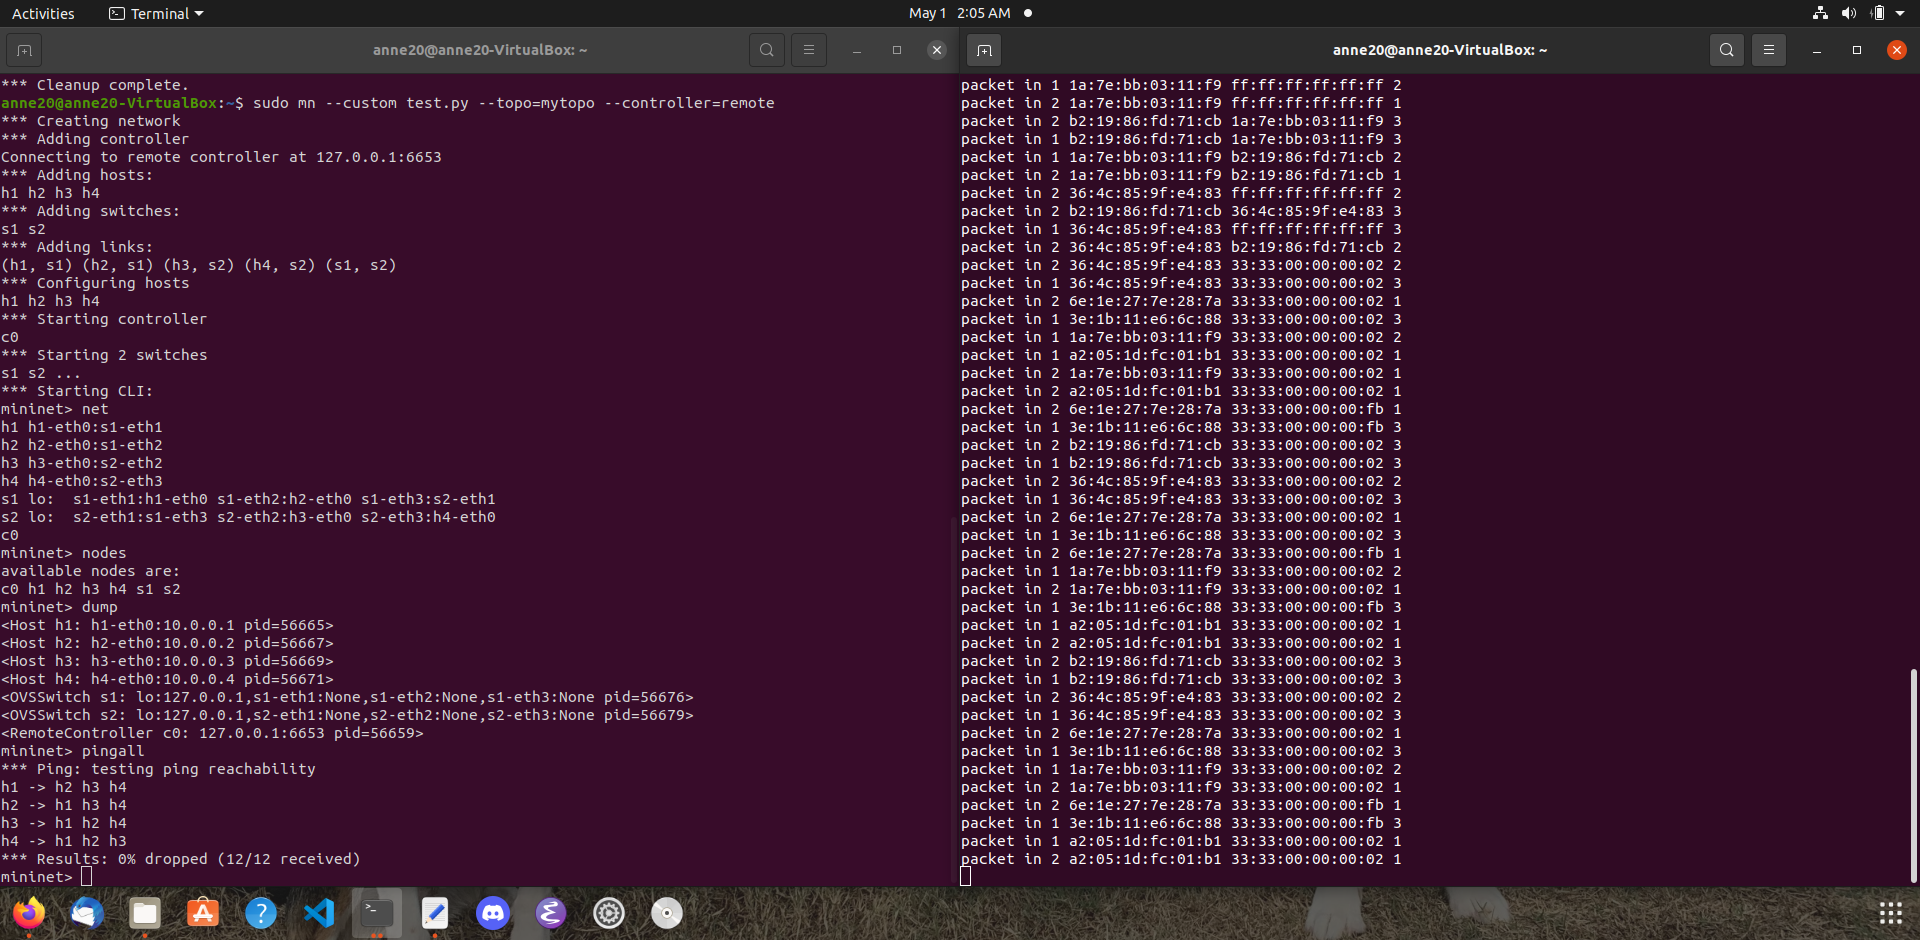 Activities
Terminal
May 1 2:05 AM
anne20@anne20-VirtualBox: ~
*** Cleanup complete.
anne20@anne20-VirtualBox:~$ sudo mn --custom test.py --topo=mytopo --controller=remote
*** Creating network
*** Adding controller
Connecting to remote controller at 127.0.0.1:6653
*** Adding hosts:
h1 h2 h3 h4
*** Adding switches:
s1 s2
*** Adding links:
(h1, s1) (h2, s1) (h3, s2) (h4, s2) (s1, s2)
*** Configuring hosts
h1 h2 h3 h4
*** Starting controller
c0
*** Starting 2 switches
s1 s2 ...
*** Starting CLI:
mininet> net
h1 h1-eth0:s1-eth1
h2 h2-eth0:s1-eth2
h3 h3-eth0:s2-eth2
h4 h4-eth0:s2-eth3
s1 lo:  s1-eth1:h1-eth0 s1-eth2:h2-eth0 s1-eth3:s2-eth1
s2 lo:  s2-eth1:s1-eth3 s2-eth2:h3-eth0 s2-eth3:h4-eth0
c0
mininet> nodes
available nodes are:
c0 h1 h2 h3 h4 s1 s2
mininet> dump
<Host h1: h1-eth0:10.0.0.1 pid=56665>
<Host h2: h2-eth0:10.0.0.2 pid=56667>
<Host h3: h3-eth0:10.0.0.3 pid=56669>
<Host h4: h4-eth0:10.0.0.4 pid=56671>
<OVSSwitch s1: lo:127.0.0.1,s1-eth1:None,s1-eth2:None,s1-eth3:None pid=56676>
<OVSSwitch s2: lo:127.0.0.1,s2-eth1:None,s2-eth2:None,s2-eth3:None pid=56679>
<RemoteController c0: 127.0.0.1:6653 pid=56659>
mininet> pingall
*** Ping: testing ping reachability
h1 -> h2 h3 h4
h2 -> h1 h3 h4
h3 -> h1 h2 h4
h4 -> h1 h2 h3
*** Results: 0% dropped (12/12 received)
mininet>
anne20@anne20-VirtualBox: ~
packet in 1 1a:7e:bb:03:11:f9 ff:ff:ff:ff:ff:ff 2
packet in 2 1a:7e:bb:03:11:f9 ff:ff:ff:ff:ff:ff 1
packet in 2 b2:19:86:fd:71:cb 1a:7e:bb:03:11:f9 3
packet in 1 b2:19:86:fd:71:cb 1a:7e:bb:03:11:f9 3
packet in 1 1a:7e:bb:03:11:f9 b2:19:86:fd:71:cb 2
packet in 2 1a:7e:bb:03:11:f9 b2:19:86:fd:71:cb 1
packet in 2 36:4c:85:9f:e4:83 ff:ff:ff:ff:ff:ff 2
packet in 2 b2:19:86:fd:71:cb 36:4c:85:9f:e4:83 3
packet in 1 36:4c:85:9f:e4:83 ff:ff:ff:ff:ff:ff 3
packet in 2 36:4c:85:9f:e4:83 b2:19:86:fd:71:cb 2
packet in 2 36:4c:85:9f:e4:83 33:33:00:00:00:02 2
packet in 1 36:4c:85:9f:e4:83 33:33:00:00:00:02 3
packet in 2 6e:1e:27:7e:28:7a 33:33:00:00:00:02 1
packet in 1 3e:1b:11:e6:6c:88 33:33:00:00:00:02 3
packet in 1 1a:7e:bb:03:11:f9 33:33:00:00:00:02 2
packet in 1 a2:05:1d:fc:01:b1 33:33:00:00:00:02 1
packet in 2 1a:7e:bb:03:11:f9 33:33:00:00:00:02 1
packet in 2 a2:05:1d:fc:01:b1 33:33:00:00:00:02 1
packet in 2 6e:1e:27:7e:28:7a 33:33:00:00:00:fb 1
packet in 1 3e:1b:11:e6:6c:88 33:33:00:00:00:fb 3
packet in 2 b2:19:86:fd:71:cb 33:33:00:00:00:02 3
packet in 1 b2:19:86:fd:71:cb 33:33:00:00:00:02 3
packet in 2 36:4c:85:9f:e4:83 33:33:00:00:00:02 2
packet in 1 36:4c:85:9f:e4:83 33:33:00:00:00:02 3
packet in 2 6e:1e:27:7e:28:7a 33:33:00:00:00:02 1
packet in 1 3e:1b:11:e6:6c:88 33:33:00:00:00:02 3
packet in 2 6e:1e:27:7e:28:7a 33:33:00:00:00:fb 1
packet in 1 1a:7e:bb:03:11:f9 33:33:00:00:00:02 2
packet in 2 1a:7e:bb:03:11:f9 33:33:00:00:00:02 1
packet in 1 3e:1b:11:e6:6c:88 33:33:00:00:00:fb 3
packet in 1 a2:05:1d:fc:01:b1 33:33:00:00:00:02 1
packet in 2 a2:05:1d:fc:01:b1 33:33:00:00:00:02 1
packet in 2 b2:19:86:fd:71:cb 33:33:00:00:00:02 3
packet in 1 b2:19:86:fd:71:cb 33:33:00:00:00:02 3
packet in 2 36:4c:85:9f:e4:83 33:33:00:00:00:02 2
packet in 1 36:4c:85:9f:e4:83 33:33:00:00:00:02 3
packet in 2 6e:1e:27:7e:28:7a 33:33:00:00:00:02 1
packet in 1 3e:1b:11:e6:6c:88 33:33:00:00:00:02 3
packet in 1 1a:7e:bb:03:11:f9 33:33:00:00:00:02 2
packet in 2 1a:7e:bb:03:11:f9 33:33:00:00:00:02 1
packet in 2 6e:1e:27:7e:28:7a 33:33:00:00:00:fb 1
packet in 1 3e:1b:11:e6:6c:88 33:33:00:00:00:fb 3
packet in 1 a2:05:1d:fc:01:b1 33:33:00:00:00:02 1
packet in 2 a2:05:1d:fc:01:b1 33:33:00:00:00:02 1